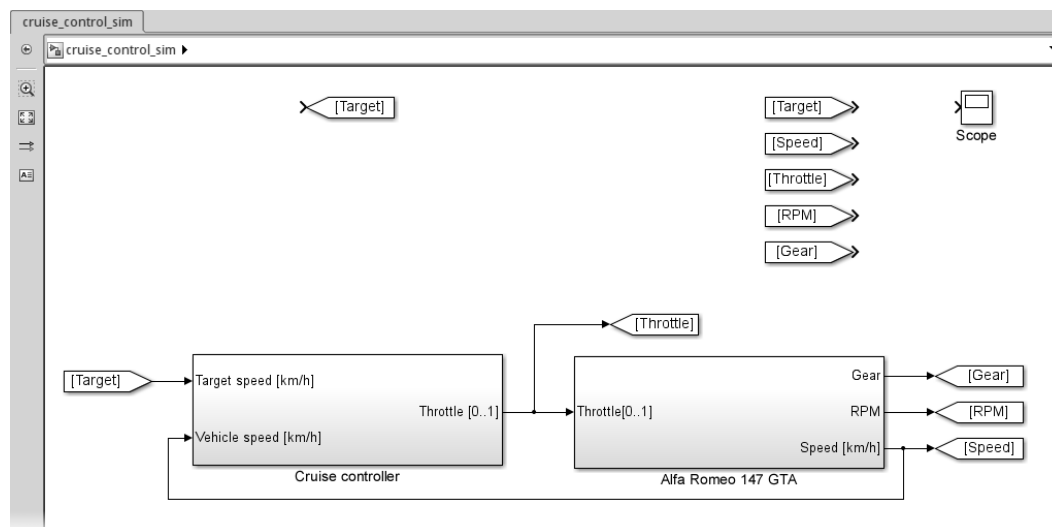 cruise_control_sim
cruise_control_sim
[Target]
[Target]
Scope
[Speed]
[Throttle]
[RPM]
[Gear]
[Throttle]
[Target]
Target speed [km/h]
Throttle [0..1]
Vehicle speed [km/h]
Cruise controller
Throttle[0..1]
Gear
RPM
Speed [km/h]
Alfa Romeo 147 GTA
[Gear]
[RPM]
[Speed]